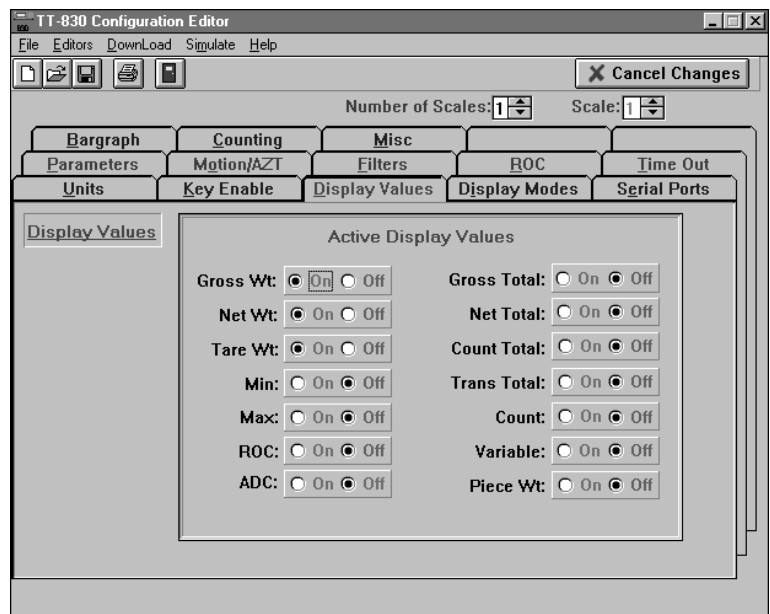 TT-830 Configuration Editor
File Editors DownLoad Simulate Help
Cancel Changes
Number of Scales: 1 Scale: 1
Bargraph Counting Misc
Parameters Motion/AZT Filters ROC Time Out
Units Key Enable Display Values Display Modes Serial Ports
Display Values
Active Display Values
Gross Wt: On Off Gross Total: On Off
Net Wt: On Off Net Total: On Off
Tare Wt: On Off Count Total: On Off
Min: On Off Trans Total: On Off
Max: On Off Count: On Off
ROC: On Off Variable: On Off
ADC: On Off Piece Wt: On Off